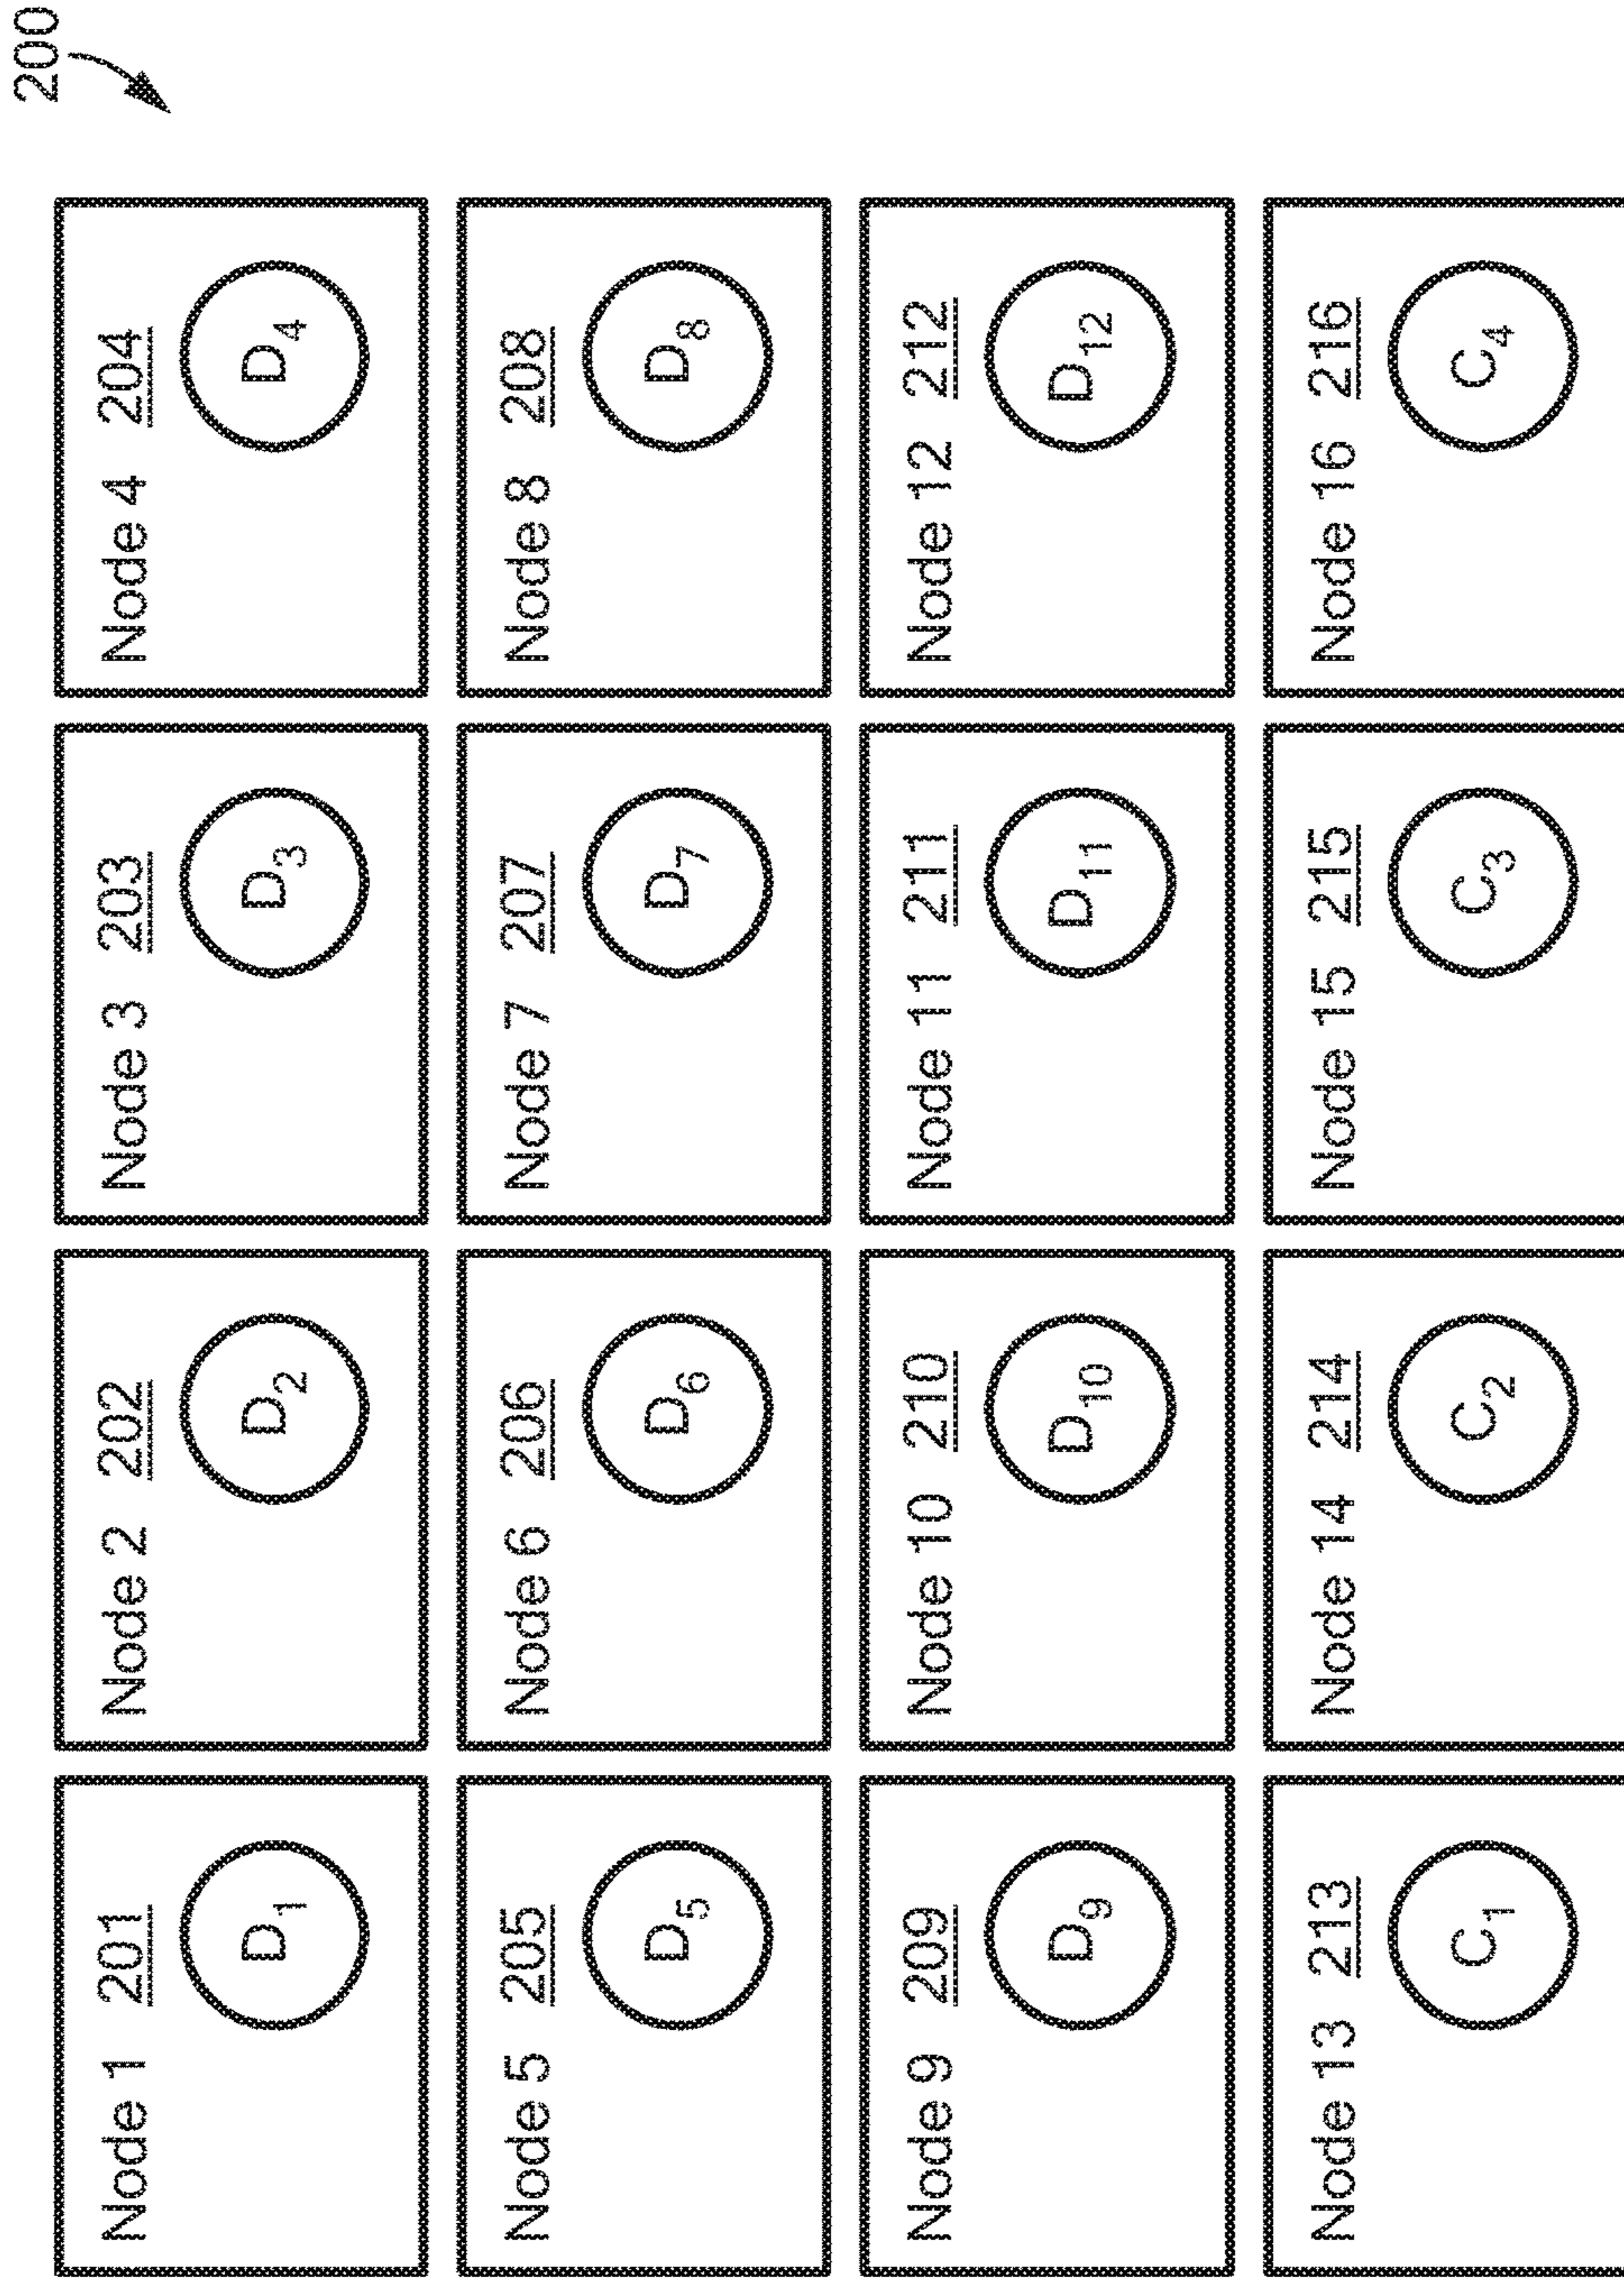 200
Node 1 201
D1
Node 2 202
D2
Node 3 203
D3
Node 4 204
D4
Node 5 205
D5
Node 6 206
D6
Node 7 207
D7
Node 8 208
D8
Node 9 209
D9
Node 10 210
D10
Node 11 211
D11
Node 12 212
D12
Node 13 213
C1
Node 14 214
C2
Node 15 215
C3
Node 16 216
C4